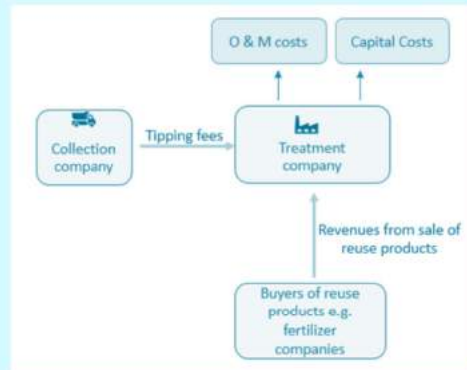 O & M costs
Capital Costs
Collection
company
Tipping fees
Treatment
company
Revenues from sale of
reuse products
Buyers of reuse
products e.g.
fertilizer
companies